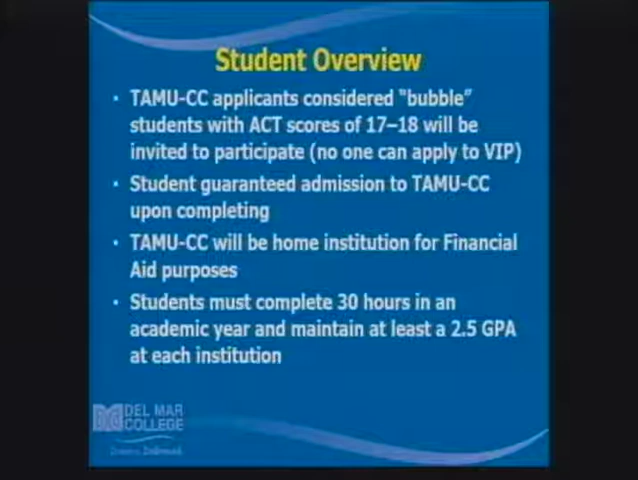 Student Overview
• TAMU-CC applicants considered "bubble"
students with ACT scores of 17–18 will be
invited to participate (no one can apply to VIP)
• Student guaranteed admission to TAMU-CC
upon completing
• TAMU-CC will be home institution for Financial
Aid purposes
• Students must complete 30 hours in an
academic year and maintain at least a 2.5 GPA
at each institution
DEL MAR
COLLEGE